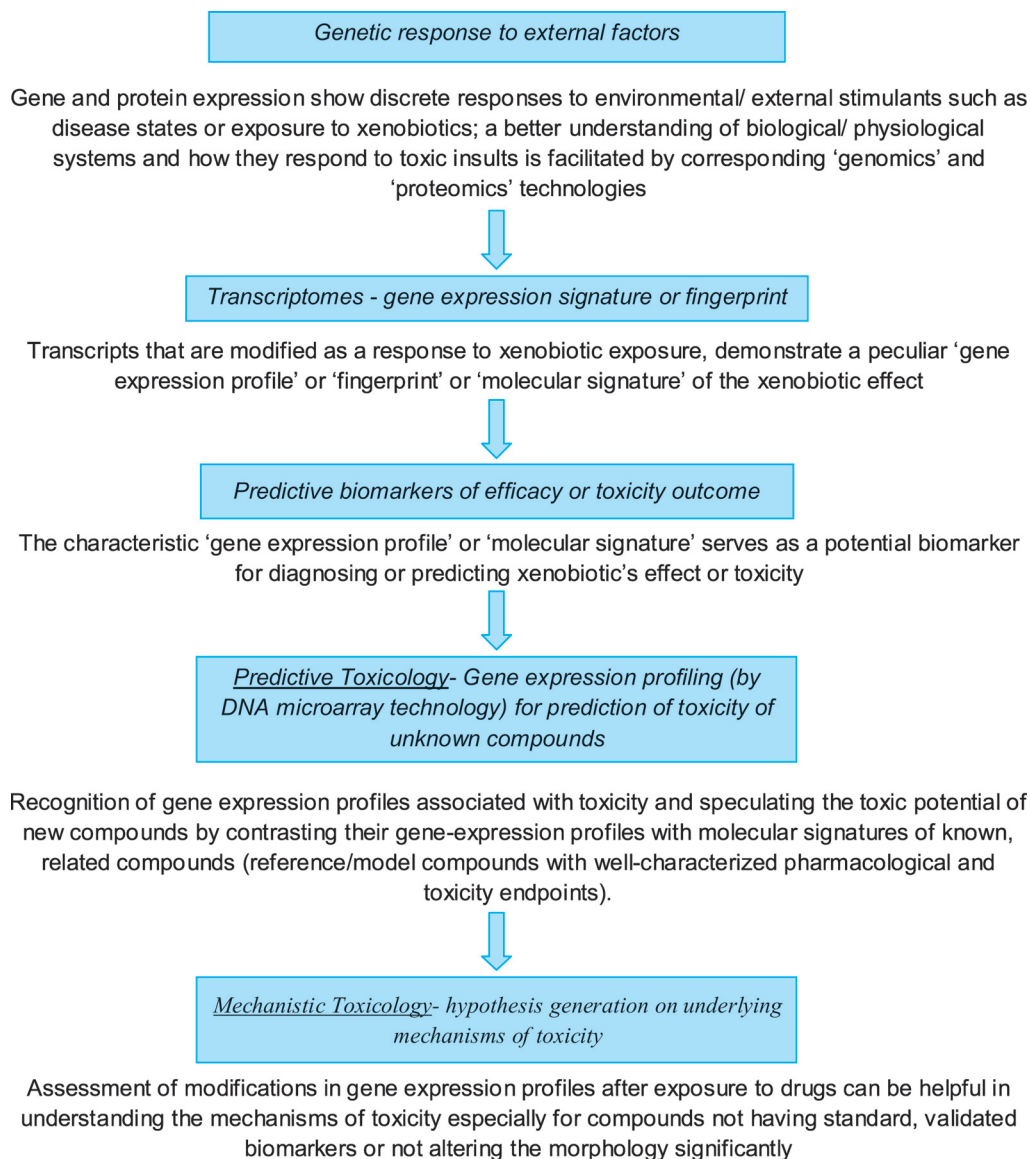 Genetic response to external factors
Gene and protein expression show discrete responses to environmental/ external stimulants such as
disease states or exposure to xenobiotics; a better understanding of biological/ physiological
systems and how they respond to toxic insults is facilitated by corresponding ‘genomics’ and
‘proteomics’ technologies
Transcriptomes - gene expression signature or fingerprint
Transcripts that are modified as a response to xenobiotic exposure, demonstrate a peculiar ‘gene
expression profile’ or ‘fingerprint’ or ‘molecular signature’ of the xenobiotic effect
Predictive biomarkers of efficacy or toxicity outcome
The characteristic ‘gene expression profile’ or ‘molecular signature’ serves as a potential biomarker
for diagnosing or predicting xenobiotic’s effect or toxicity
Predictive Toxicology- Gene expression profiling (by
DNA microarray technology) for prediction of toxicity of
unknown compounds
Recognition of gene expression profiles associated with toxicity and speculating the toxic potential of
new compounds by contrasting their gene-expression profiles with molecular signatures of known,
related compounds (reference/model compounds with well-characterized pharmacological and
toxicity endpoints).
Mechanistic Toxicology- hypothesis generation on underlying
mechanisms of toxicity
Assessment of modifications in gene expression profiles after exposure to drugs can be helpful in
understanding the mechanisms of toxicity especially for compounds not having standard, validated
biomarkers or not altering the morphology significantly